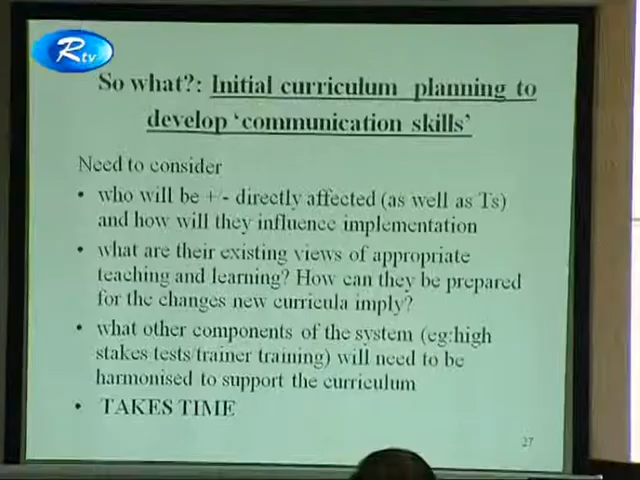 Rtv
So what?: Initial curriculum planning to
develop ‘communication skills’
Need to consider
• who will be +/- directly affected (as well as Ts)
and how will they influence implementation
• what are their existing views of appropriate
teaching and learning? How can they be prepared
for the changes new curricula imply?
• what other components of the system (eg:high
stakes tests/trainer training) will need to be
harmonised to support the curriculum
• TAKES TIME
27